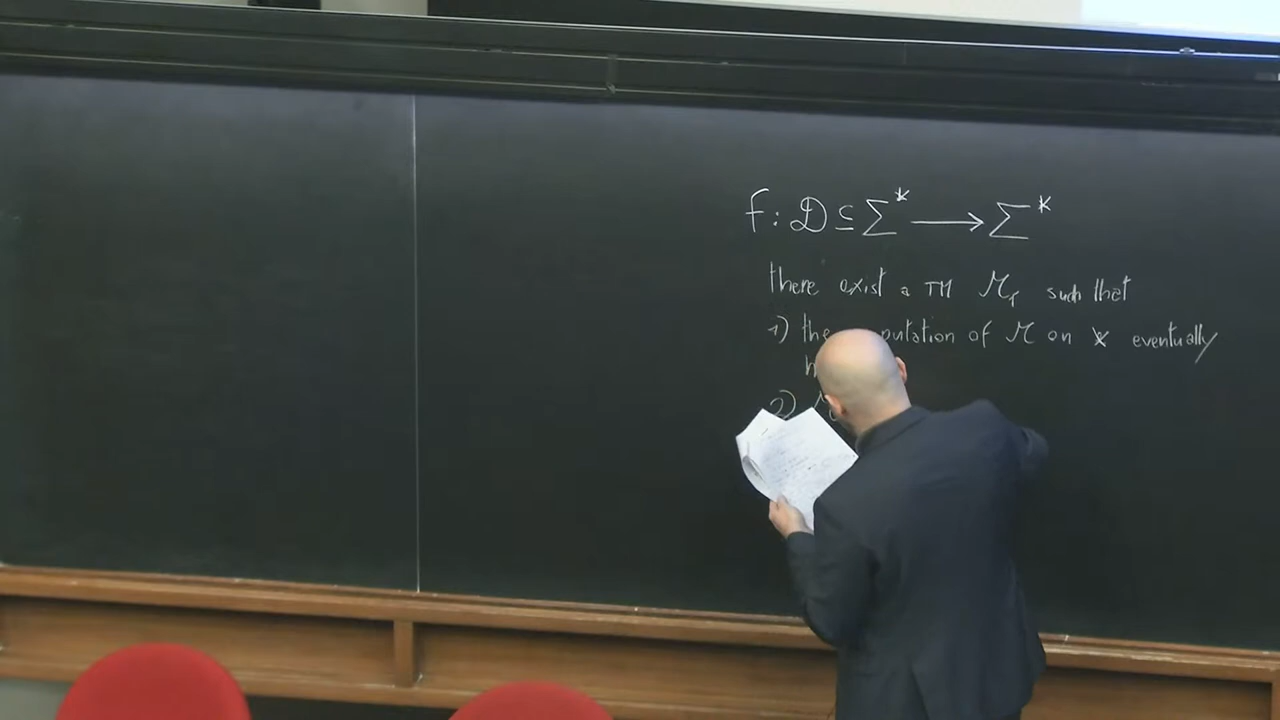 f : D ⊆ Σ* ⟶ Σ*
there exist a TM M_f such that
1) the putation of M on x eventually
h
2) M